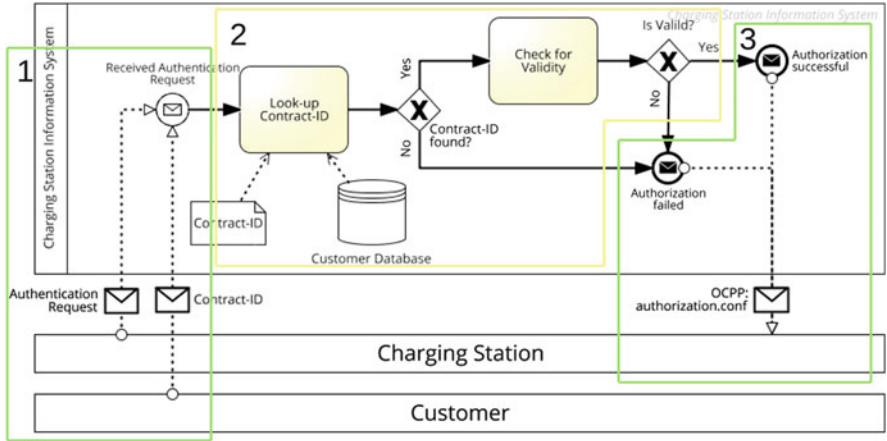 Charging Station Information System
Charging Station Information System
1
2
3
Received Authentication
Request
Look-up
Contract-ID
Yes
No
Contract-ID
found?
Check for
Validity
Is Valild?
Yes
No
Authorization
successful
Authorization
failed
Contract-ID
Customer Database
Authentication
Request
Contract-ID
OCPP:
authorization.conf
Charging Station
Customer